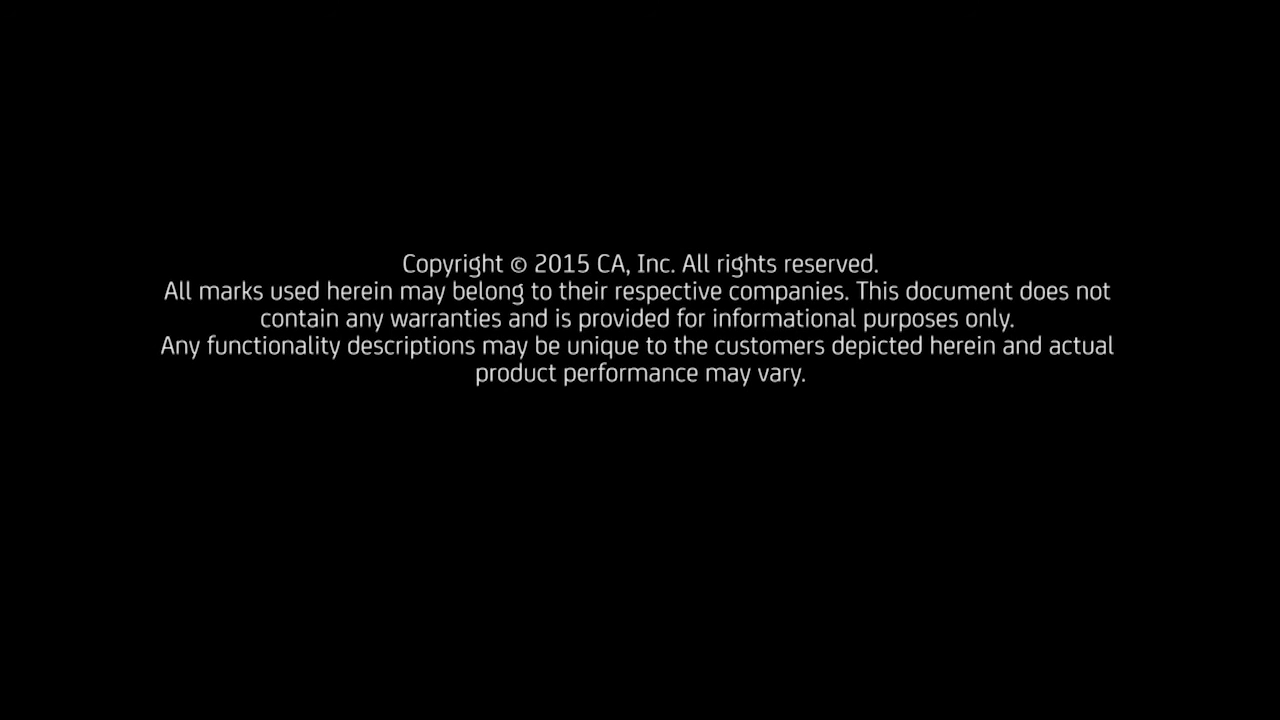 Copyright © 2015 CA, Inc. All rights reserved.
All marks used herein may belong to their respective companies. This document does not
contain any warranties and is provided for informational purposes only.
Any functionality descriptions may be unique to the customers depicted herein and actual
product performance may vary.